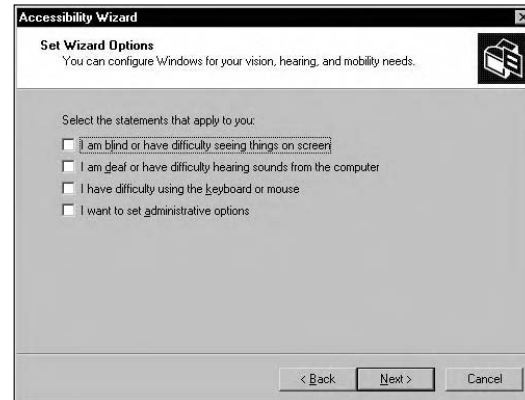 Accessibility Wizard
Set Wizard Options
You can configure Windows for your vision, hearing, and mobility needs.
Select the statements that apply to you:
I am blind or have difficulty seeing things on screen
I am deaf or have difficulty hearing sounds from the computer
I have difficulty using the keyboard or mouse
I want to set administrative options
< Back Next > Cancel